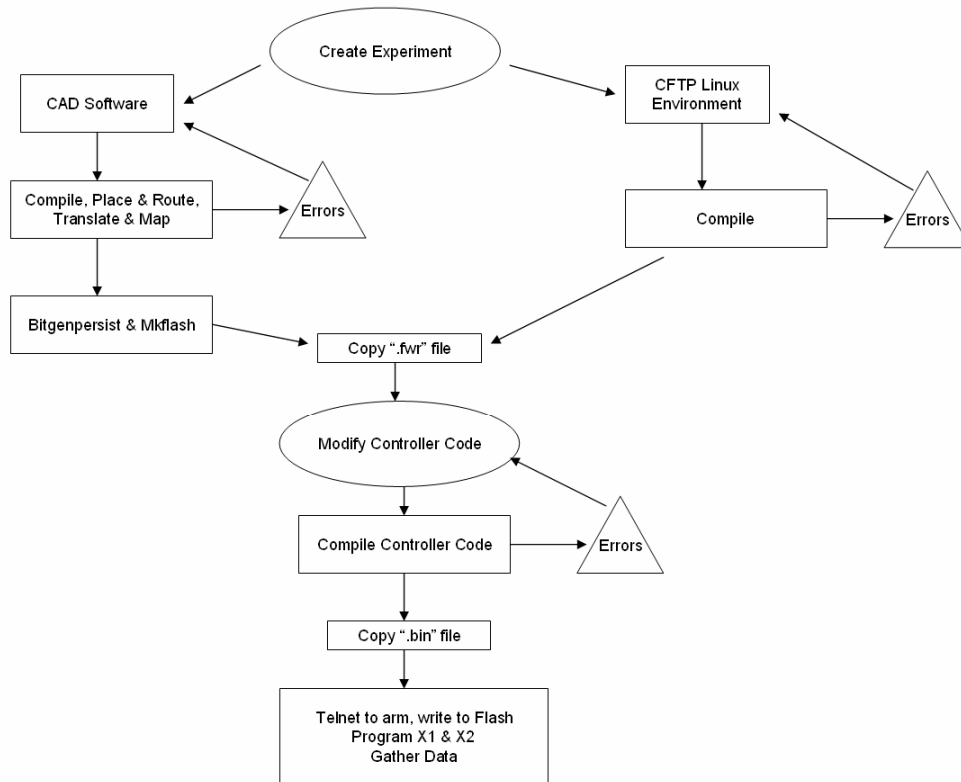 Create Experiment
CAD Software
CFTP Linux
Environment
Compile, Place & Route,
Translate & Map
Errors
Compile
Errors
Bitgenpersist & Mkflash
Copy “.fwr” file
Modify Controller Code
Compile Controller Code
Errors
Copy “.bin” file
Telnet to arm, write to Flash
Program X1 & X2
Gather Data